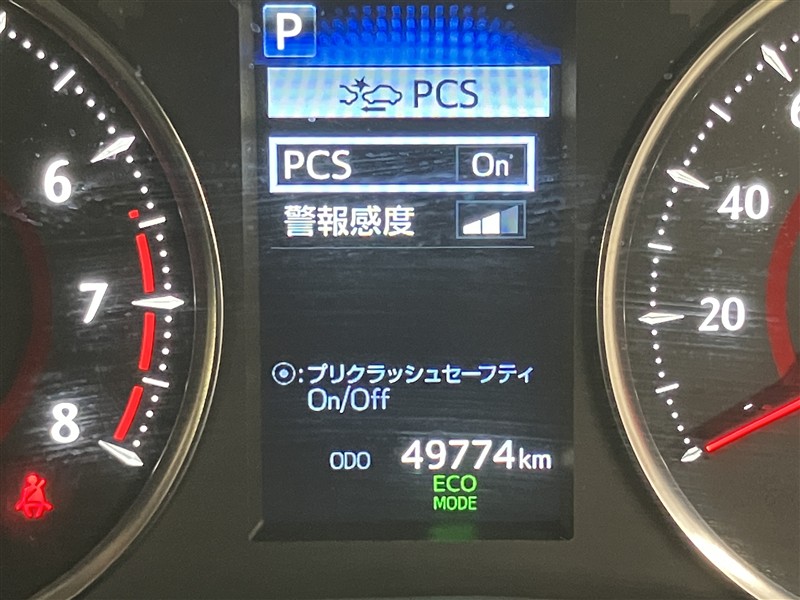 P
PCS
PCS On
警報感度
⦿:プリクラッシュセーフティ
On/Off
ODO 49774km
ECO
MODE
6
7
8
40
20